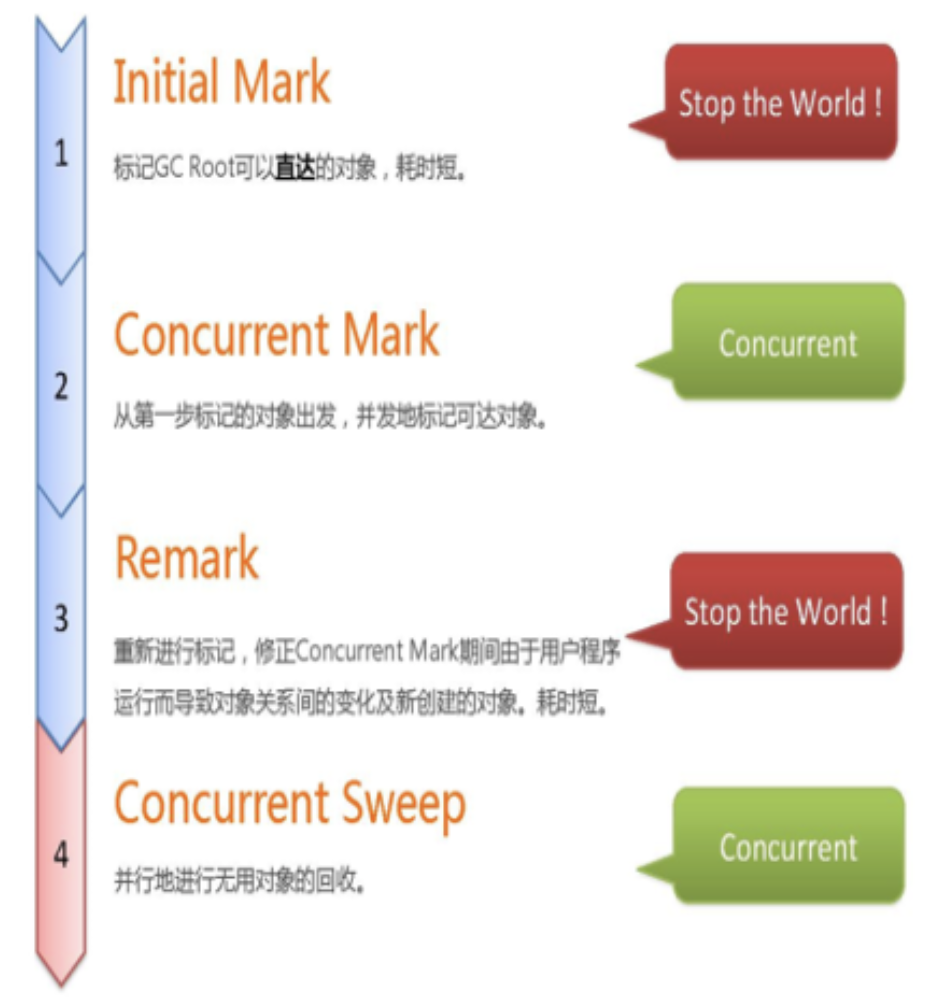 1
Initial Mark
Stop the World !
标记GC Root可以直达的对象，耗时短。
2
Concurrent Mark
Concurrent
从第一步标记的对象出发，并发地标记可达对象。
3
Remark
Stop the World !
重新进行标记，修正Concurrent Mark期间由于用户程序
运行而导致对象关系间的变化及新创建的对象。耗时短。
4
Concurrent Sweep
Concurrent
并行地进行无用对象的回收。